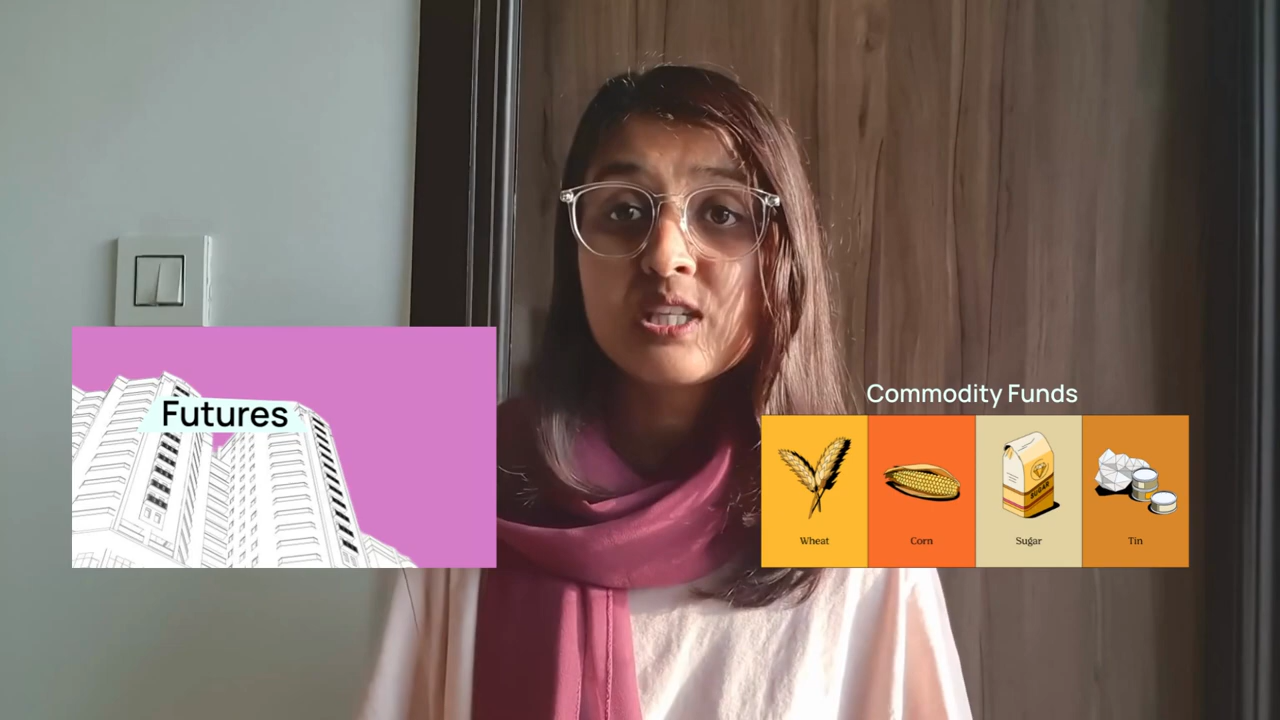 Futures
Commodity Funds
SUGAR
Wheat
Corn
Sugar
Tin